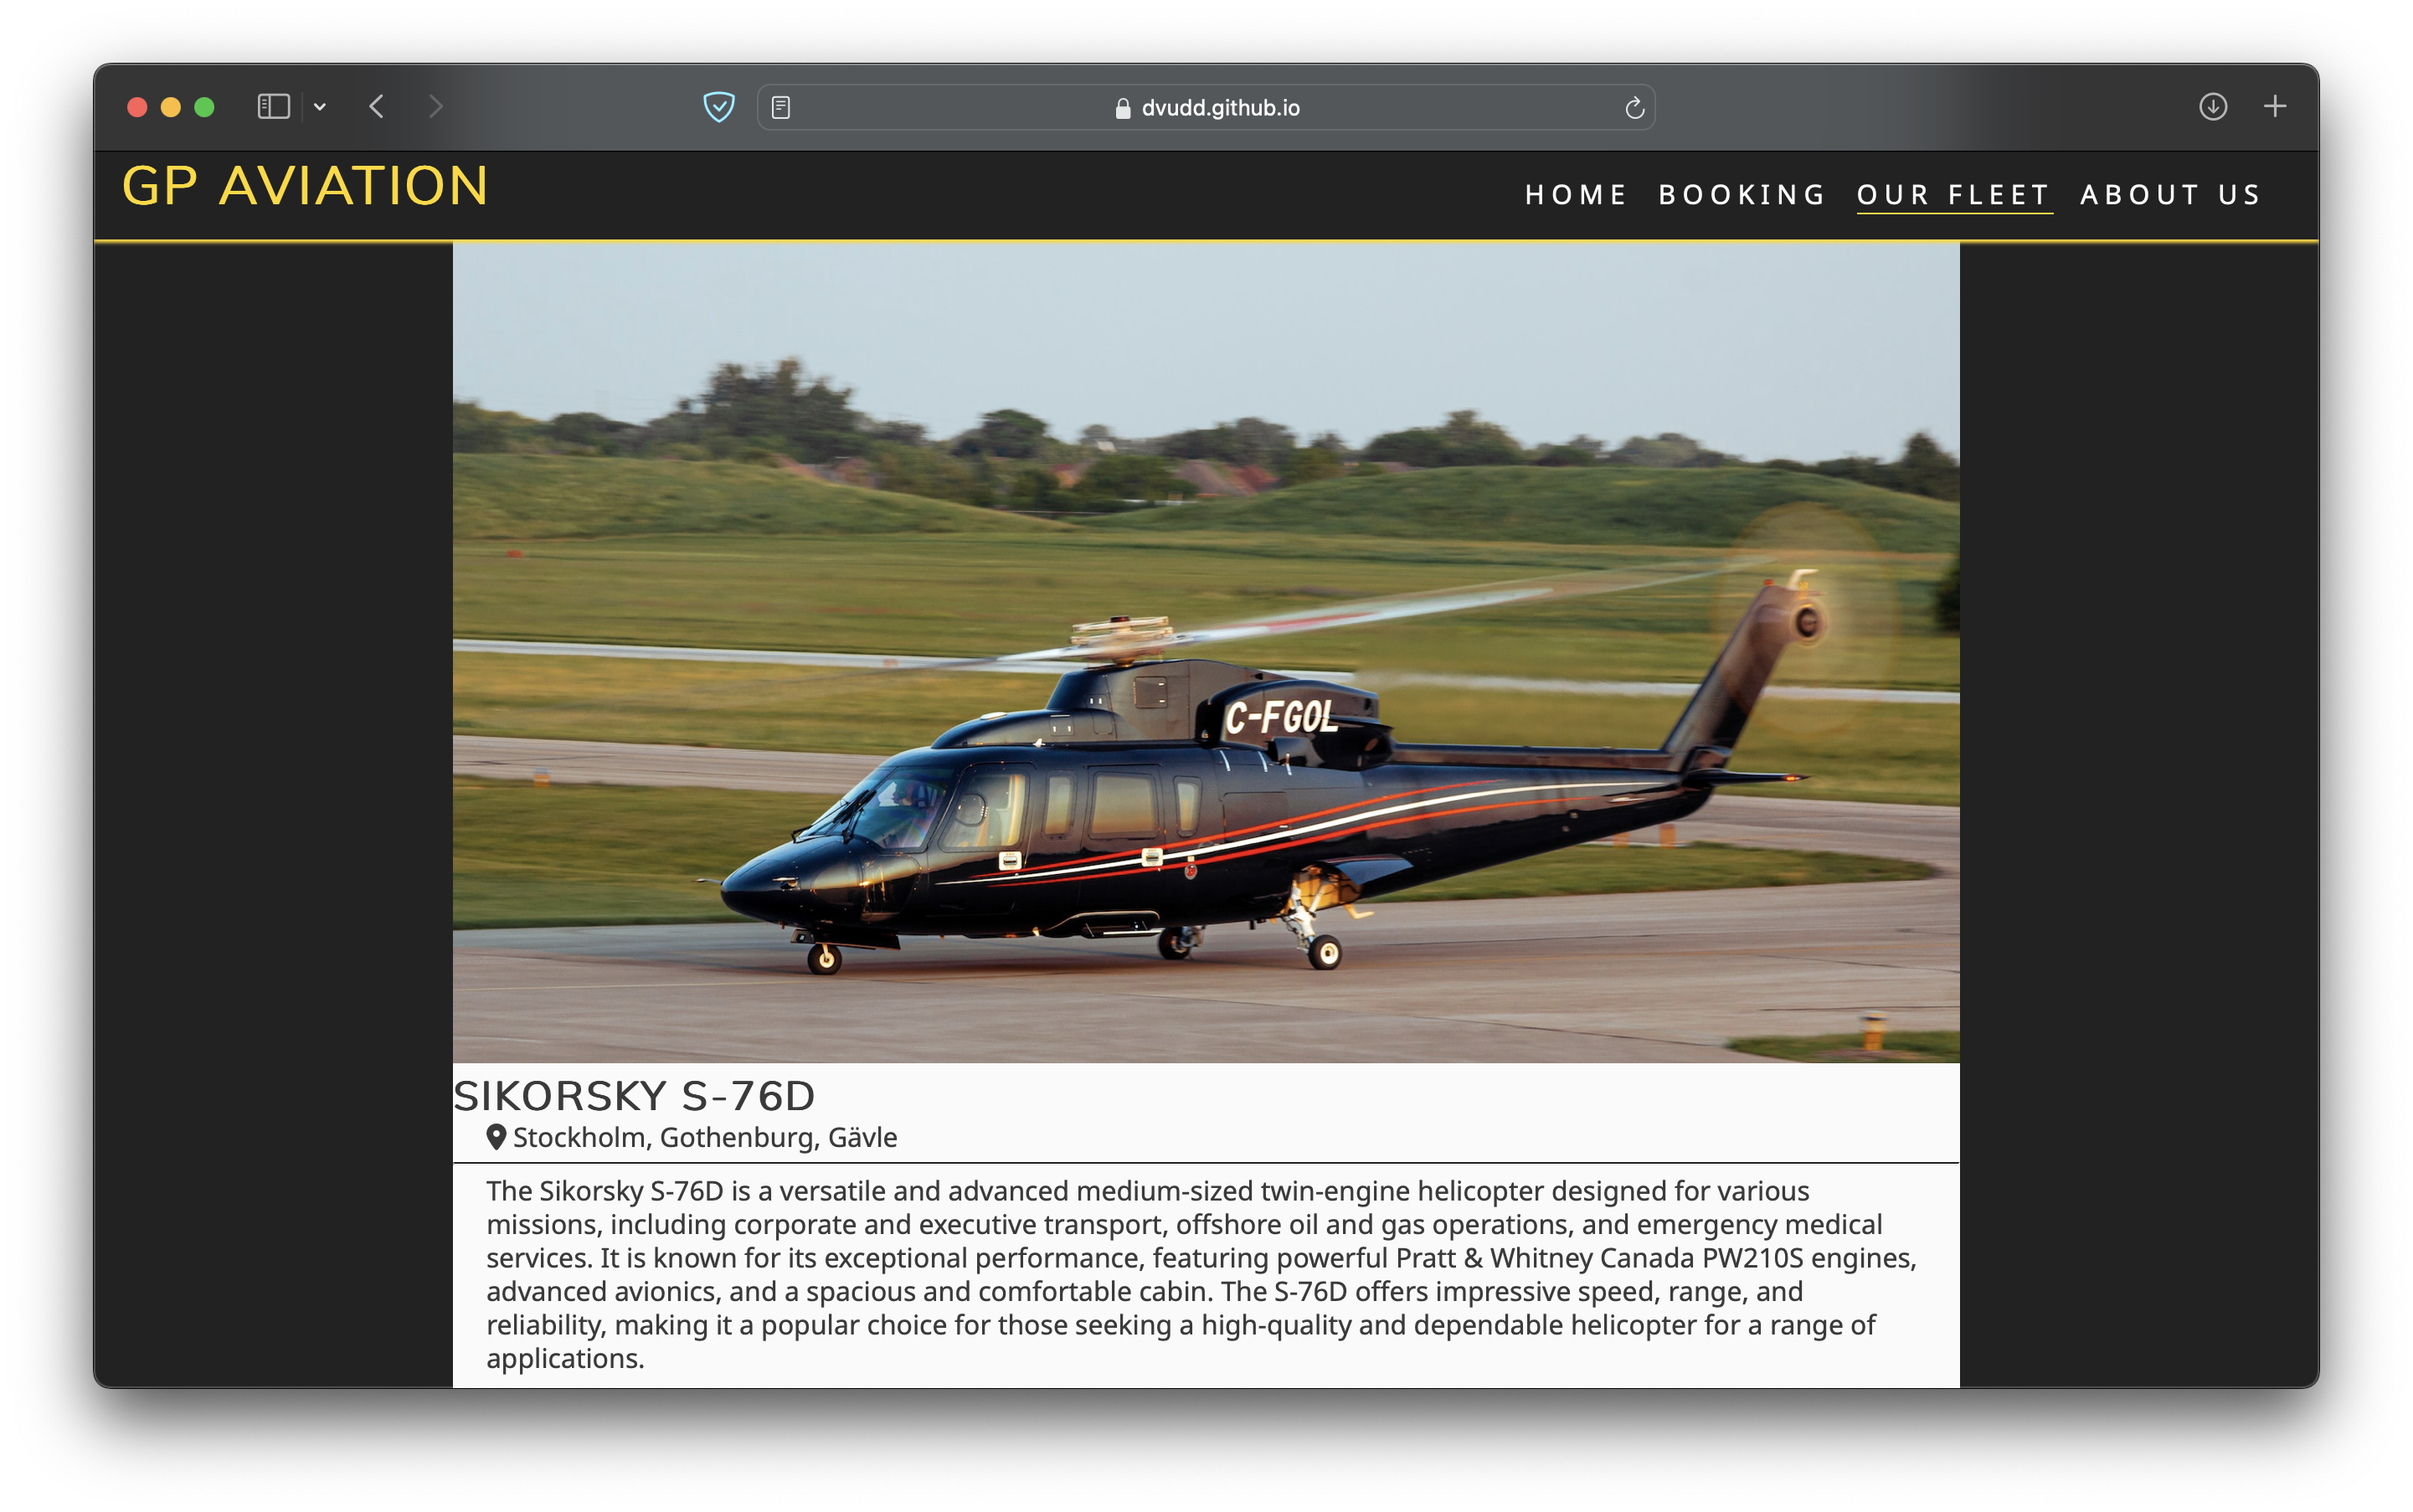 dvudd.github.io
GP AVIATION
HOME BOOKING OUR FLEET ABOUT US
C-FGOL
SIKORSKY S-76D
Stockholm, Gothenburg, Gävle
The Sikorsky S-76D is a versatile and advanced medium-sized twin-engine helicopter designed for various
missions, including corporate and executive transport, offshore oil and gas operations, and emergency medical
services. It is known for its exceptional performance, featuring powerful Pratt & Whitney Canada PW210S engines,
advanced avionics, and a spacious and comfortable cabin. The S-76D offers impressive speed, range, and
reliability, making it a popular choice for those seeking a high-quality and dependable helicopter for a range of
applications.